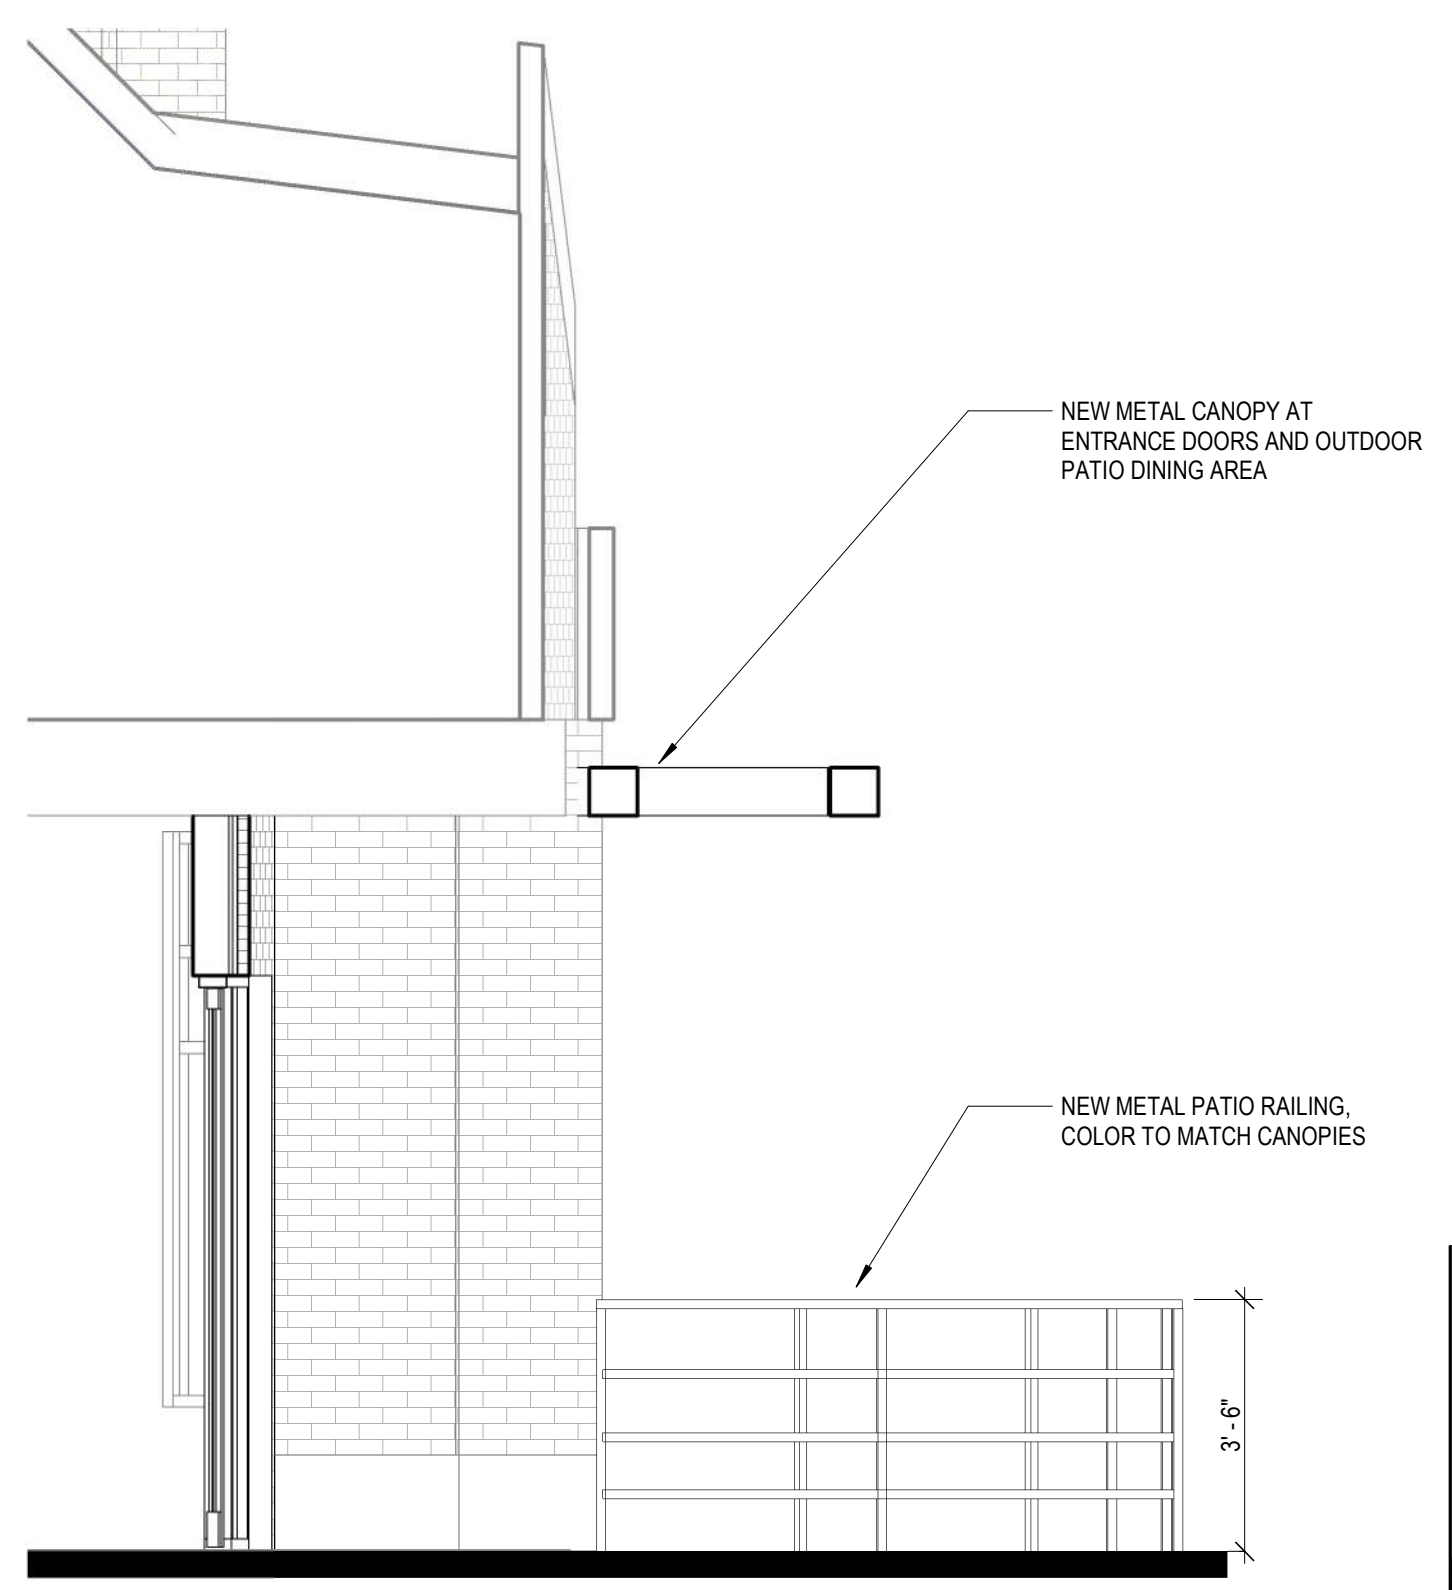 NEW METAL CANOPY AT
ENTRANCE DOORS AND OUTDOOR
PATIO DINING AREA
NEW METAL PATIO RAILING,
COLOR TO MATCH CANOPIES
3' - 6"